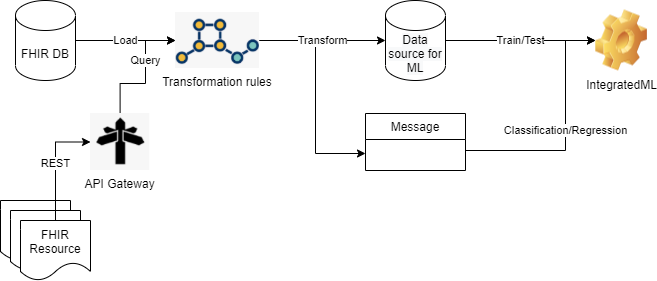 FHIR DB
Load
Query
Transformation rules
Transform
Data
source for
ML
Train/Test
IntegratedML
Message
Classification/Regression
REST
API Gateway
FHIR
Resource